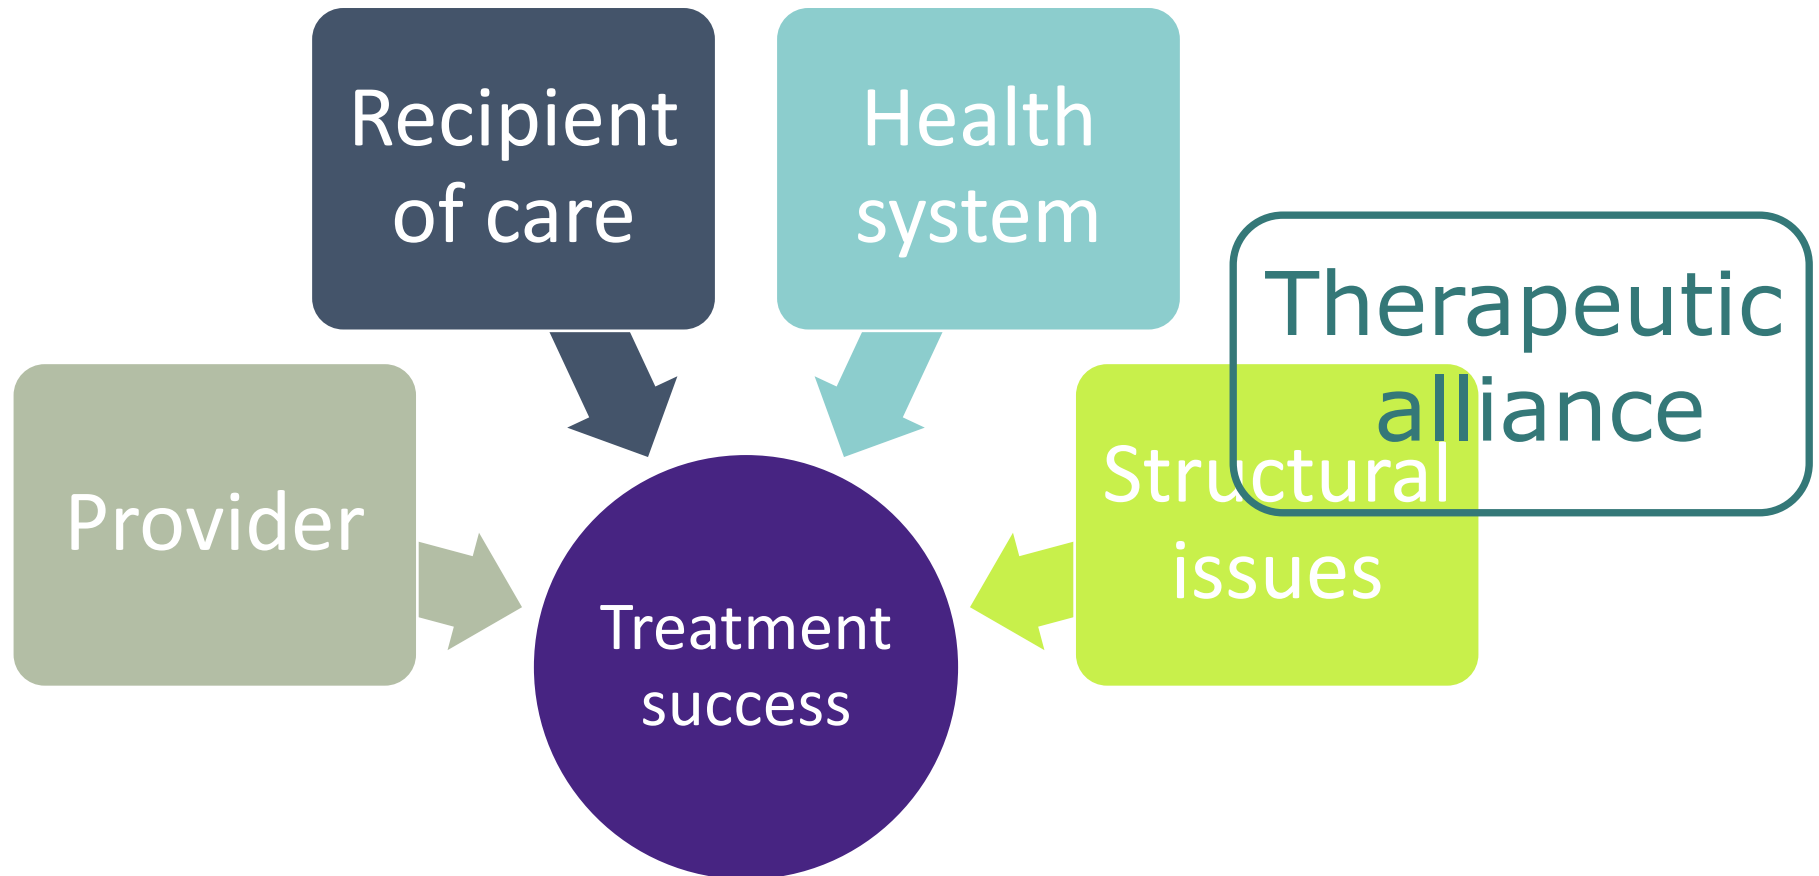 Recipient
of care
Health
system
Therapeutic
alliance
Provider
Structural
issues
Treatment
success